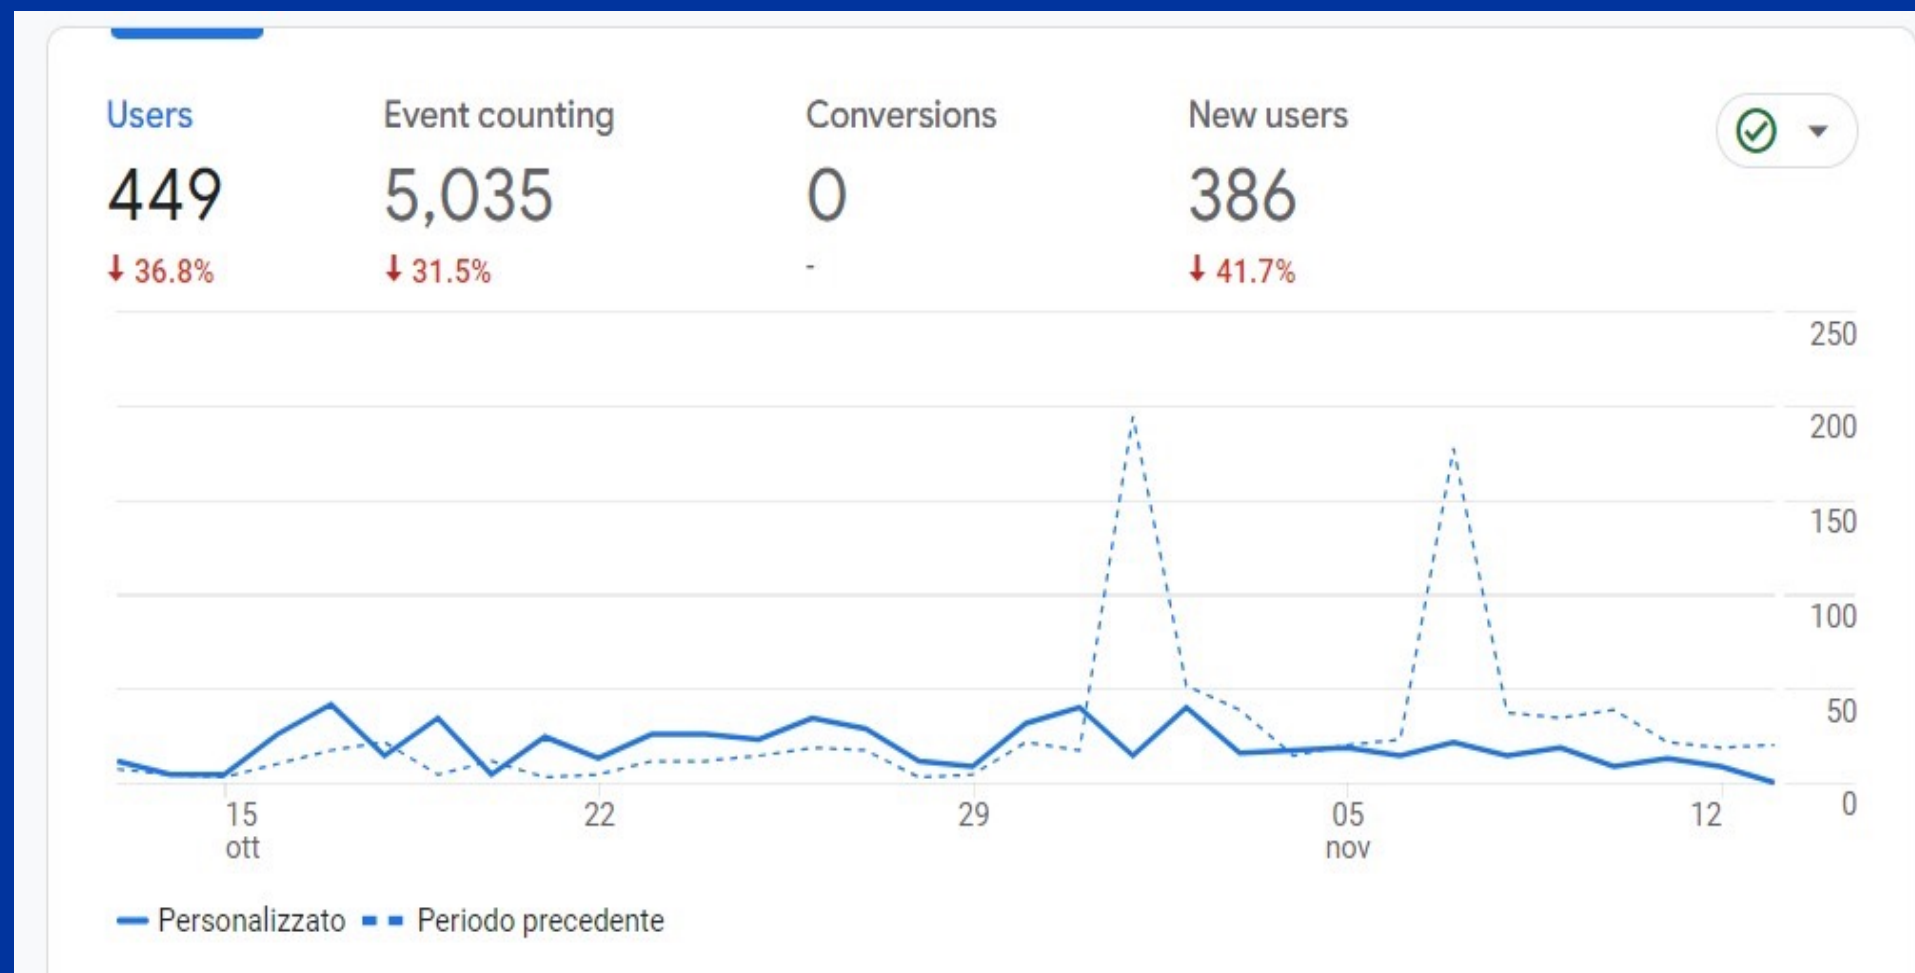 Users Event counting Conversions New users
449 5,035 0 386
36.8% 31.5% - 41.7%
250
200
150
100
50
0
15 22 29 05 12
ott nov
Personalizzato Periodo precedente